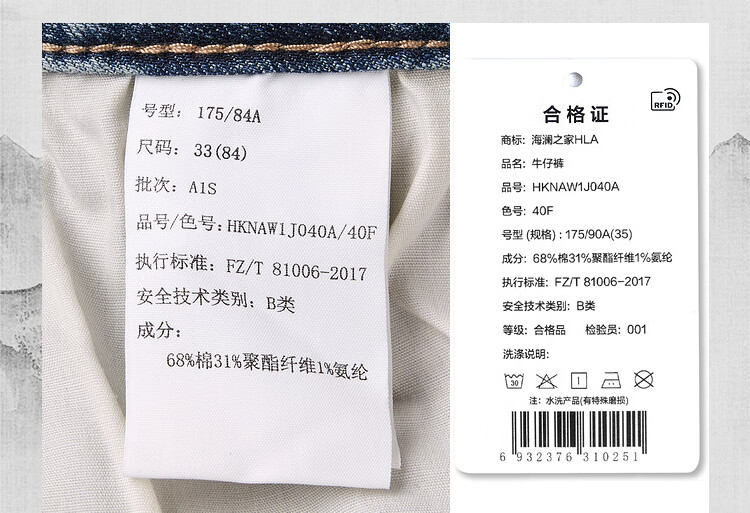 号型: 175/84A
尺码: 33(84)
批次: A1S
品号/色号:HKNAW1J040A/40F
执行标准: FZ/T 81006-2017
安全技术类别: B类
成分:
68%棉31%聚酯纤维1%氨纶
RFID
合格证
商标: 海澜之家HLA
品名: 牛仔裤
品号: HKNAW1J040A
色号: 40F
号型 (规格) : 175/90A(35)
成分: 68%棉31%聚酯纤维1%氨纶
执行标准: FZ/T 81006-2017
安全技术类别: B类
等级: 合格品 检验员: 001
洗涤说明:
30
注: 水洗产品(有特殊磨损)
6 932376 310251